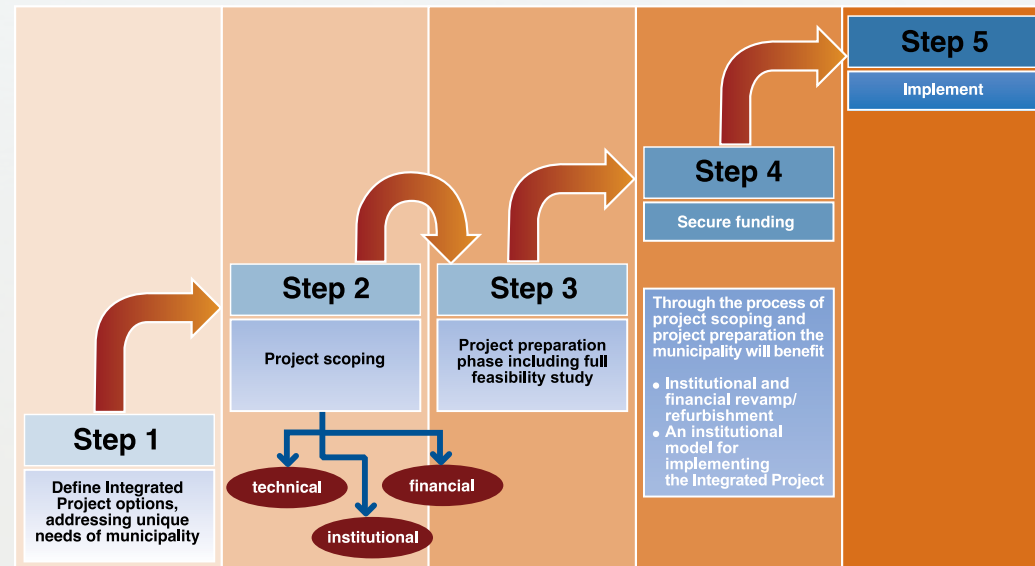 Step 1
Define Integrated
Project options,
addressing unique
needs of municipality
Step 2
Project scoping
technical
institutional
financial
Step 3
Project preparation
phase including full
feasibility study
Step 4
Secure funding
Through the process of
project scoping and
project preparation the
municipality will benefit
• Institutional and
financial revamp/
refurbishment
• An institutional
model for
implementing
the Integrated Project
Step 5
Implement